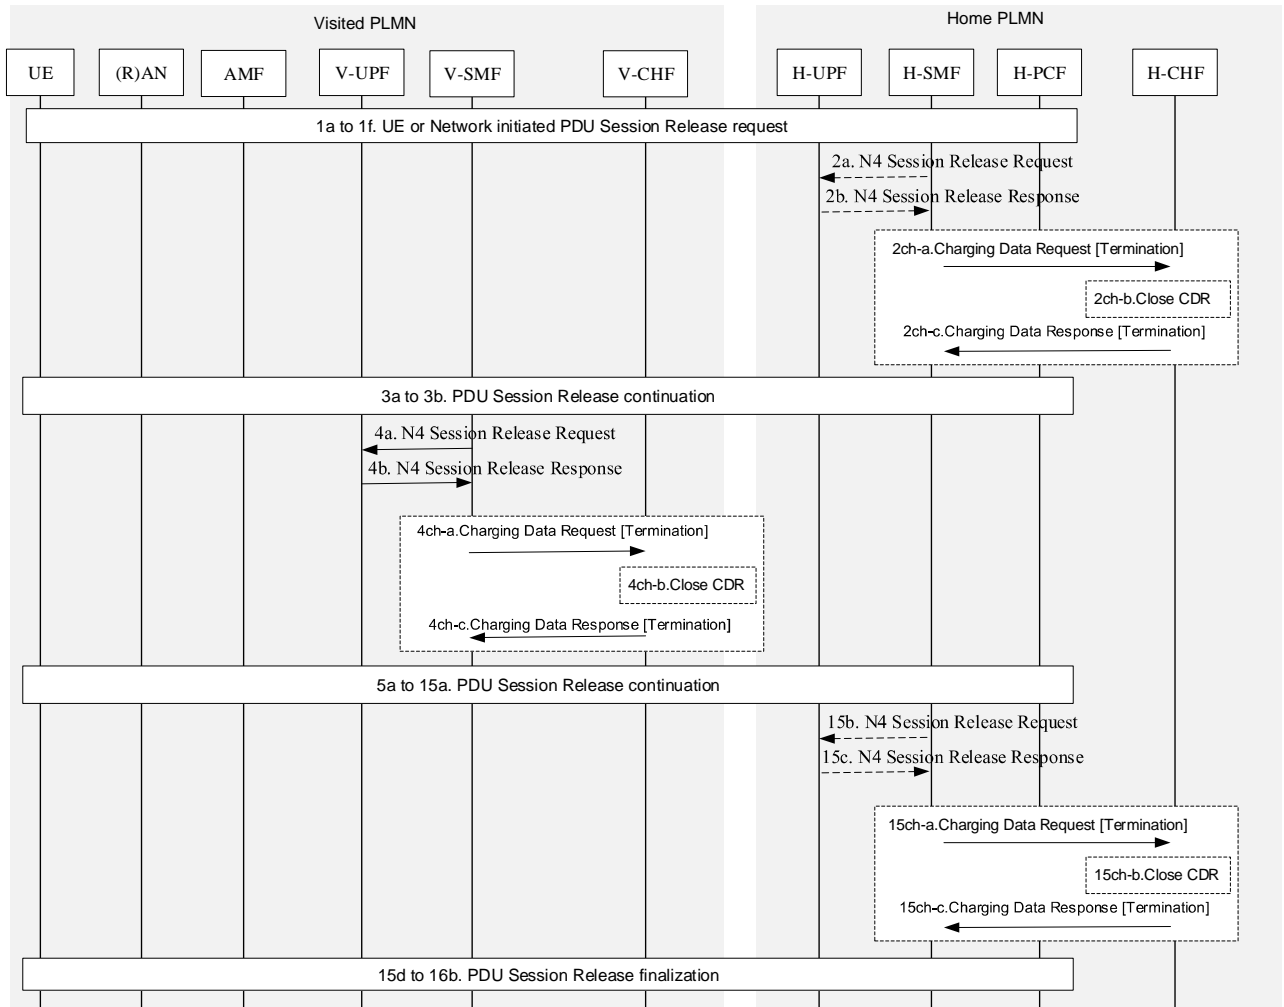 Visited PLMN
Home PLMN
UE
(R)AN
AMF
V-UPF
V-SMF
V-CHF
H-UPF
H-SMF
H-PCF
H-CHF
1a to 1f. UE or Network initiated PDU Session Release request
2a. N4 Session Release Request
2b. N4 Session Release Response
2ch-a.Charging Data Request [Termination]
2ch-b.Close CDR
2ch-c.Charging Data Response [Termination]
3a to 3b. PDU Session Release continuation
4a. N4 Session Release Request
4b. N4 Session Release Response
4ch-a.Charging Data Request [Termination]
4ch-b.Close CDR
4ch-c.Charging Data Response [Termination]
5a to 15a. PDU Session Release continuation
15b. N4 Session Release Request
15c. N4 Session Release Response
15ch-a.Charging Data Request [Termination]
15ch-b.Close CDR
15ch-c.Charging Data Response [Termination]
15d to 16b. PDU Session Release finalization